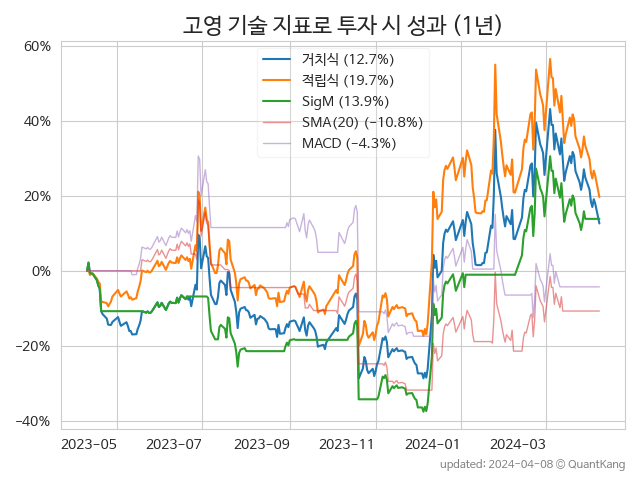 고영 기술 지표로 투자 시 성과 (1년)
60%
40%
20%
0%
−20%
−40%
거치식 (12.7%)
적립식 (19.7%)
SigM (13.9%)
SMA(20) (−10.8%)
MACD (−4.3%)
2023-05 2023-07 2023-09 2023-11 2024-01 2024-03
updated: 2024-04-08 © QuantKang